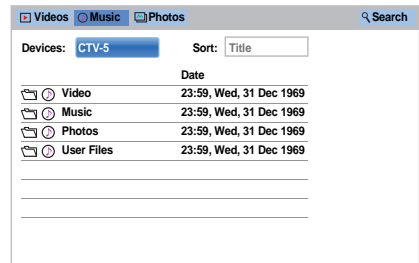 Videos Music Photos Search
Devices: CTV-5 Sort: Title
Date
Video 23:59, Wed, 31 Dec 1969
Music 23:59, Wed, 31 Dec 1969
Photos 23:59, Wed, 31 Dec 1969
User Files 23:59, Wed, 31 Dec 1969